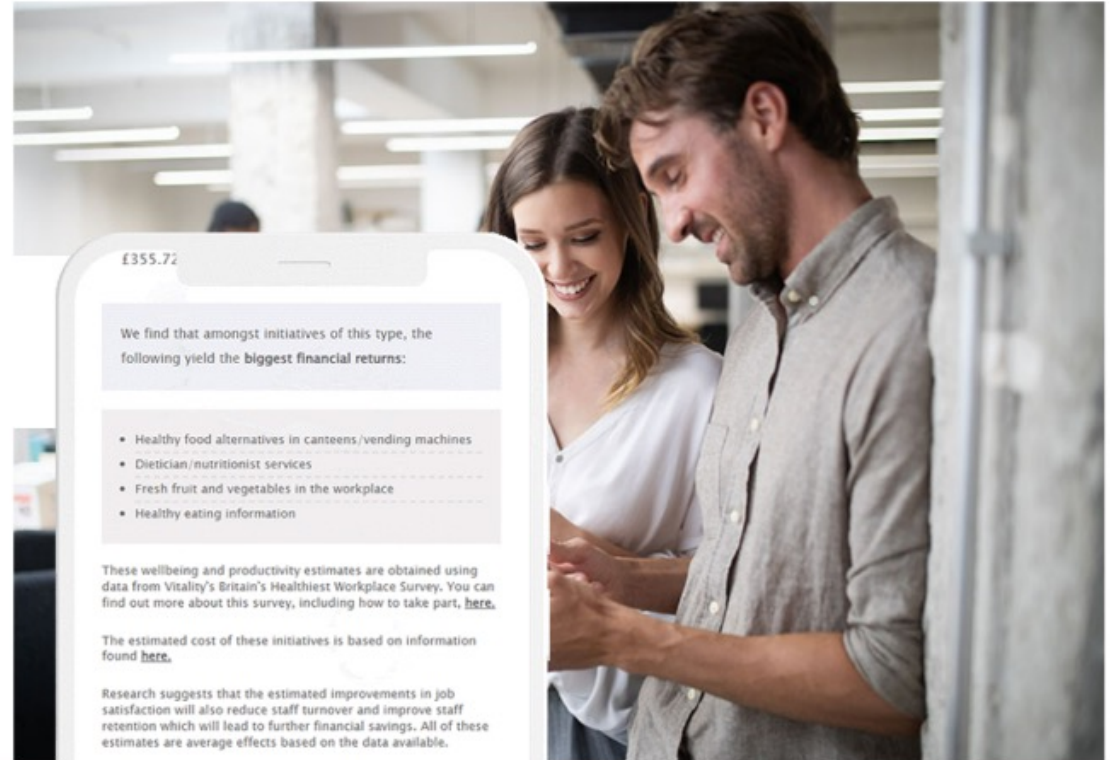 £355.72
We find that amongst initiatives of this type, the
following yield the biggest financial returns:
• Healthy food alternatives in canteens/vending machines
• Dietician/nutritionist services
• Fresh fruit and vegetables in the workplace
• Healthy eating information
These wellbeing and productivity estimates are obtained using
data from Vitality's Britain's Healthiest Workplace Survey. You can
find out more about this survey, including how to take part, here.
The estimated cost of these initiatives is based on information
found here.
Research suggests that the estimated improvements in job
satisfaction will also reduce staff turnover and improve staff
retention which will lead to further financial savings. All of these
estimates are average effects based on the data available.